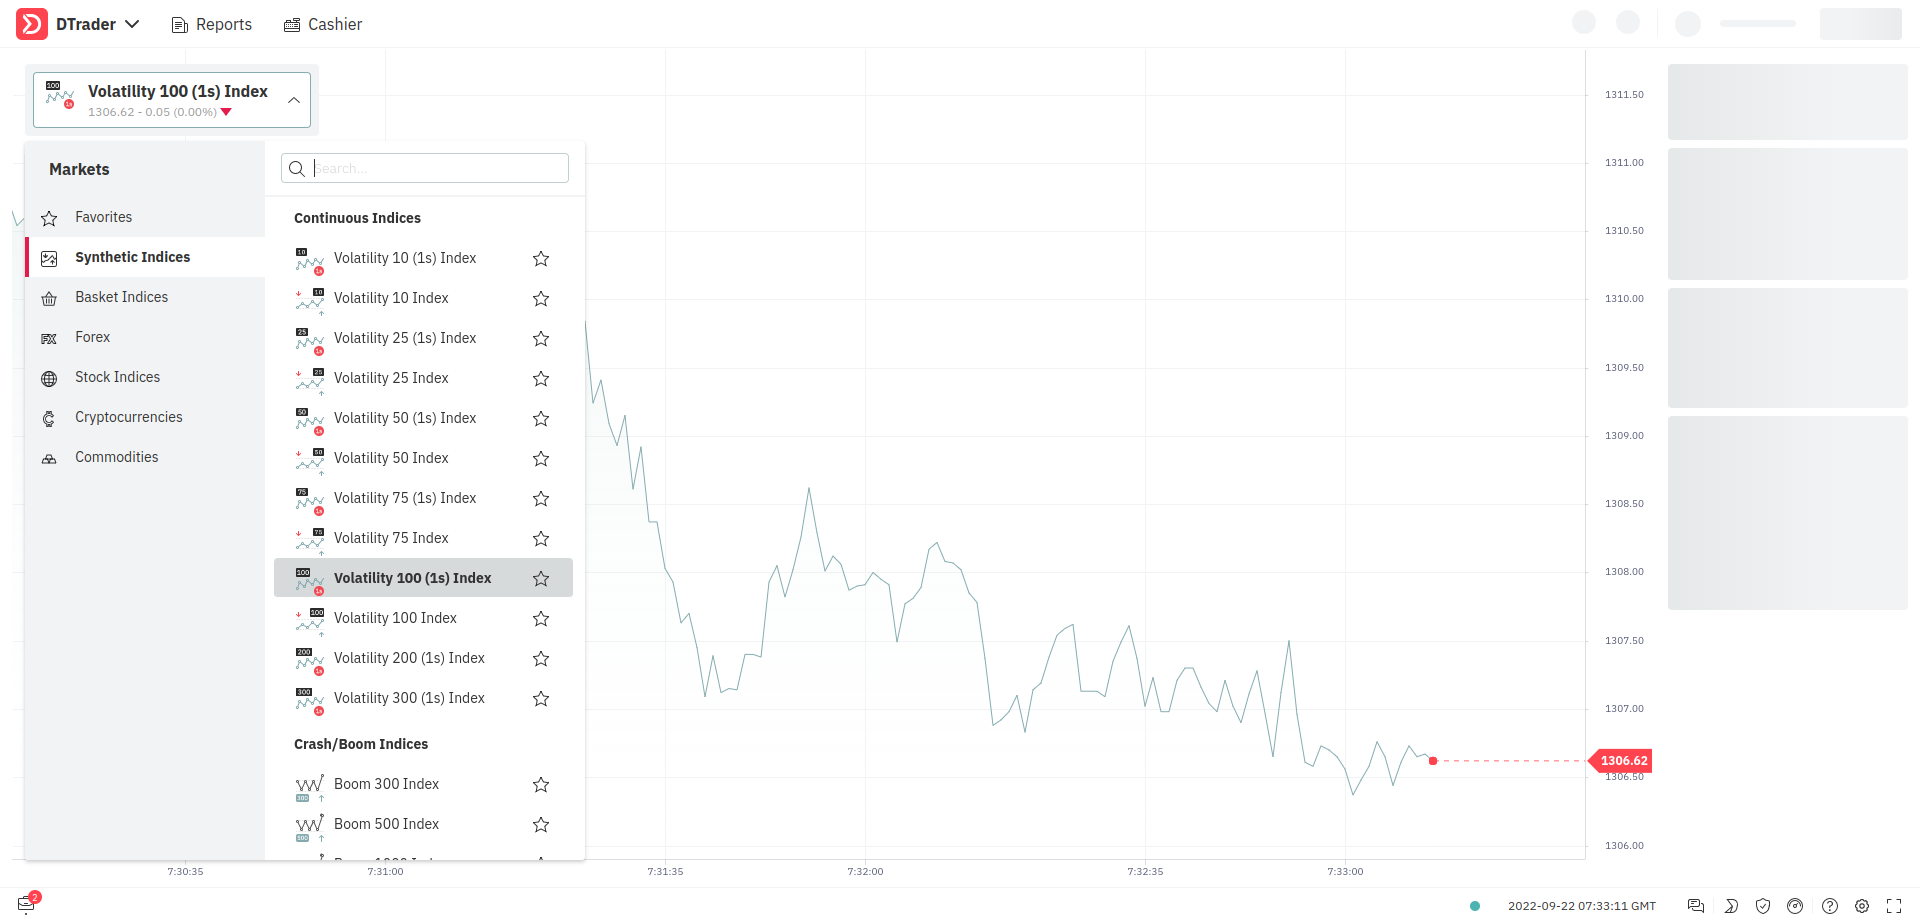 DTrader
Reports
Cashier
Volatility 100 (1s) Index
1306.62 - 0.05 (0.00%)
Markets
Favorites
Synthetic Indices
Basket Indices
Forex
Stock Indices
Cryptocurrencies
Commodities
Search...
Continuous Indices
Volatility 10 (1s) Index
Volatility 10 Index
Volatility 25 (1s) Index
Volatility 25 Index
Volatility 50 (1s) Index
Volatility 50 Index
Volatility 75 (1s) Index
Volatility 75 Index
Volatility 100 (1s) Index
Volatility 100 Index
Volatility 200 (1s) Index
Volatility 300 (1s) Index
Crash/Boom Indices
Boom 300 Index
Boom 500 Index
1311.50
1311.00
1310.50
1310.00
1309.50
1309.00
1308.50
1308.00
1307.50
1307.00
1306.62
1306.50
1306.00
7:30:35
7:31:00
7:31:35
7:32:00
7:32:35
7:33:00
2
2022-09-22 07:33:11 GMT